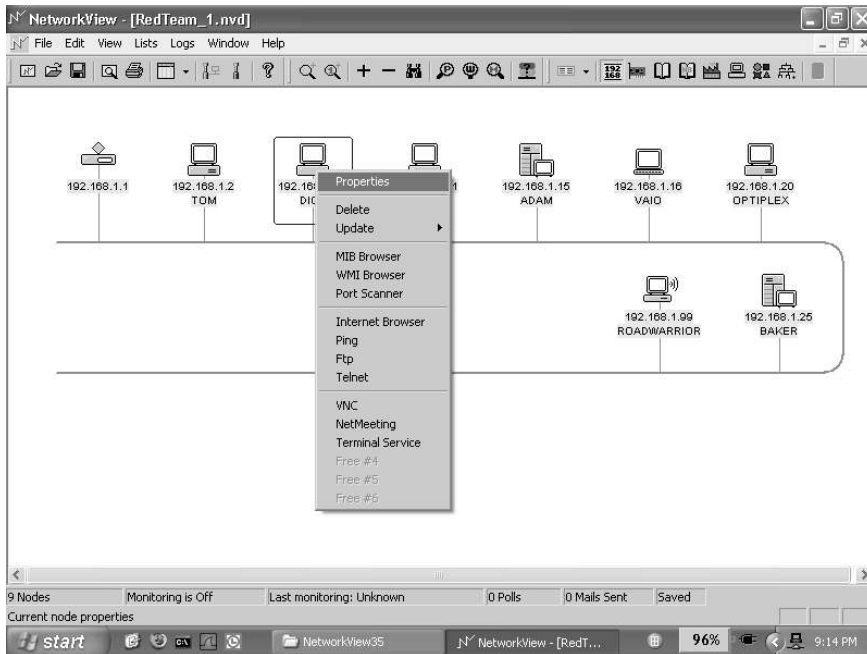 NetworkView - [RedTeam_1.nvd]
File Edit View Lists Logs Window Help
192.168.1.1
192.168.1.2
TOM
192.16
DI
1
192.168.1.15
ADAM
192.168.1.16
VAIO
192.168.1.20
OPTIPLEX
Properties
Delete
Update
MIB Browser
WMI Browser
Port Scanner
Internet Browser
Ping
Ftp
Telnet
VNC
NetMeeting
Terminal Service
Free #4
Free #5
Free #6
192.168.1.99
ROADWARRIOR
192.168.1.25
BAKER
9 Nodes Monitoring is Off Last monitoring: Unknown 0 Polls 0 Mails Sent Saved
Current node properties
start NetworkView35 NetworkView - [RedT... 96% 9:14 PM